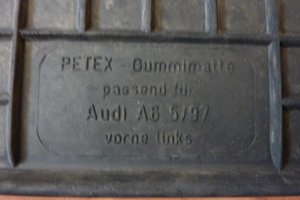 PETEX - Gummimatte
passend für
Audi A6 5/97
vorne links